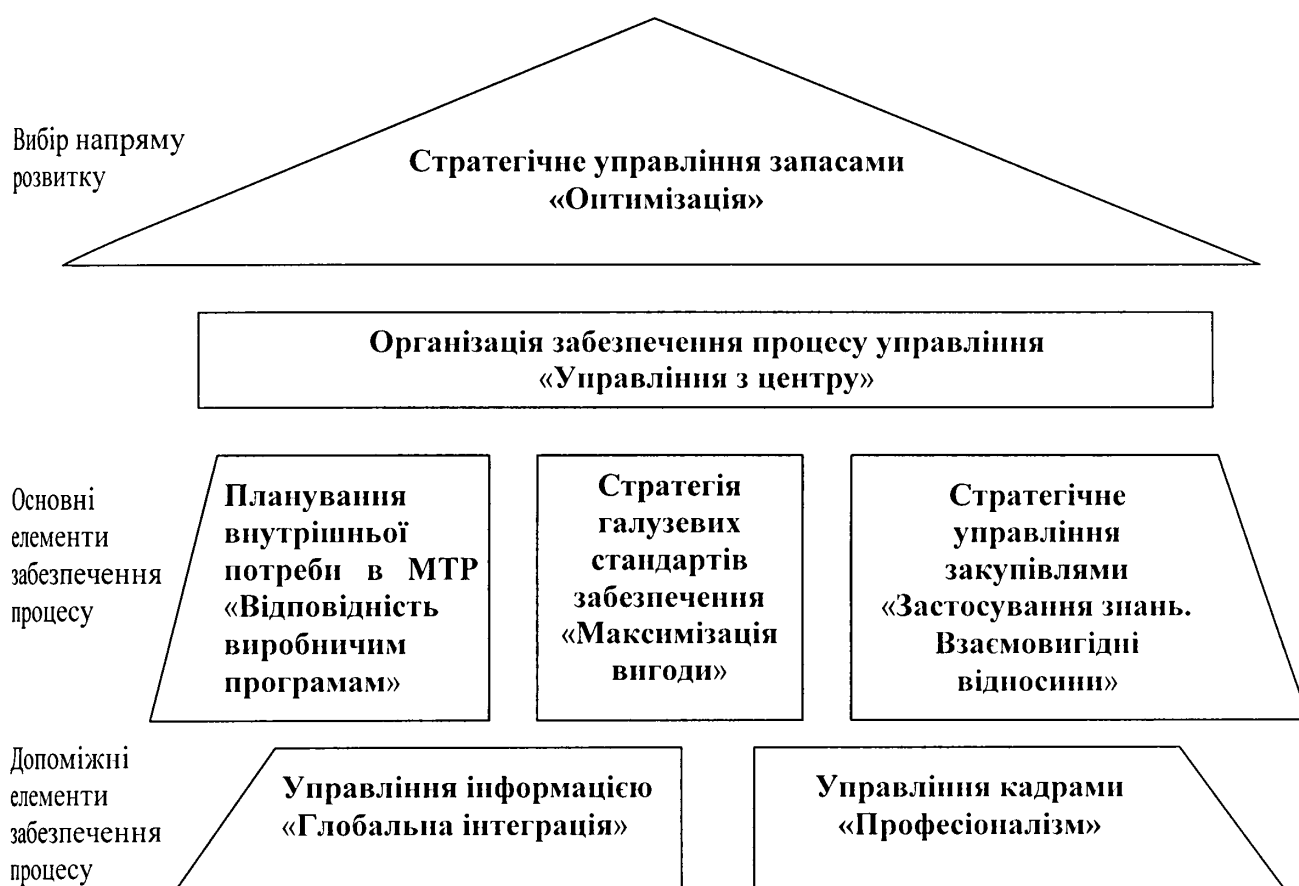 Вибір напряму
розвитку
Стратегічне управління запасами
«Оптимізація»
Організація забезпечення процесу управління
«Управління з центру»
Основні
елементи
забезпечення
процесу
Планування
внутрішньої
потреби в МТР
«Відповідність
виробничим
програмам»
Стратегія
галузевих
стандартів
забезпечення
«Максимізація
вигоди»
Стратегічне
управління
закупівлями
«Застосування знань.
Взаємовигідні
відносини»
Допоміжні
елементи
забезпечення
процесу
Управління інформацією
«Глобальна інтеграція»
Управління кадрами
«Професіоналізм»